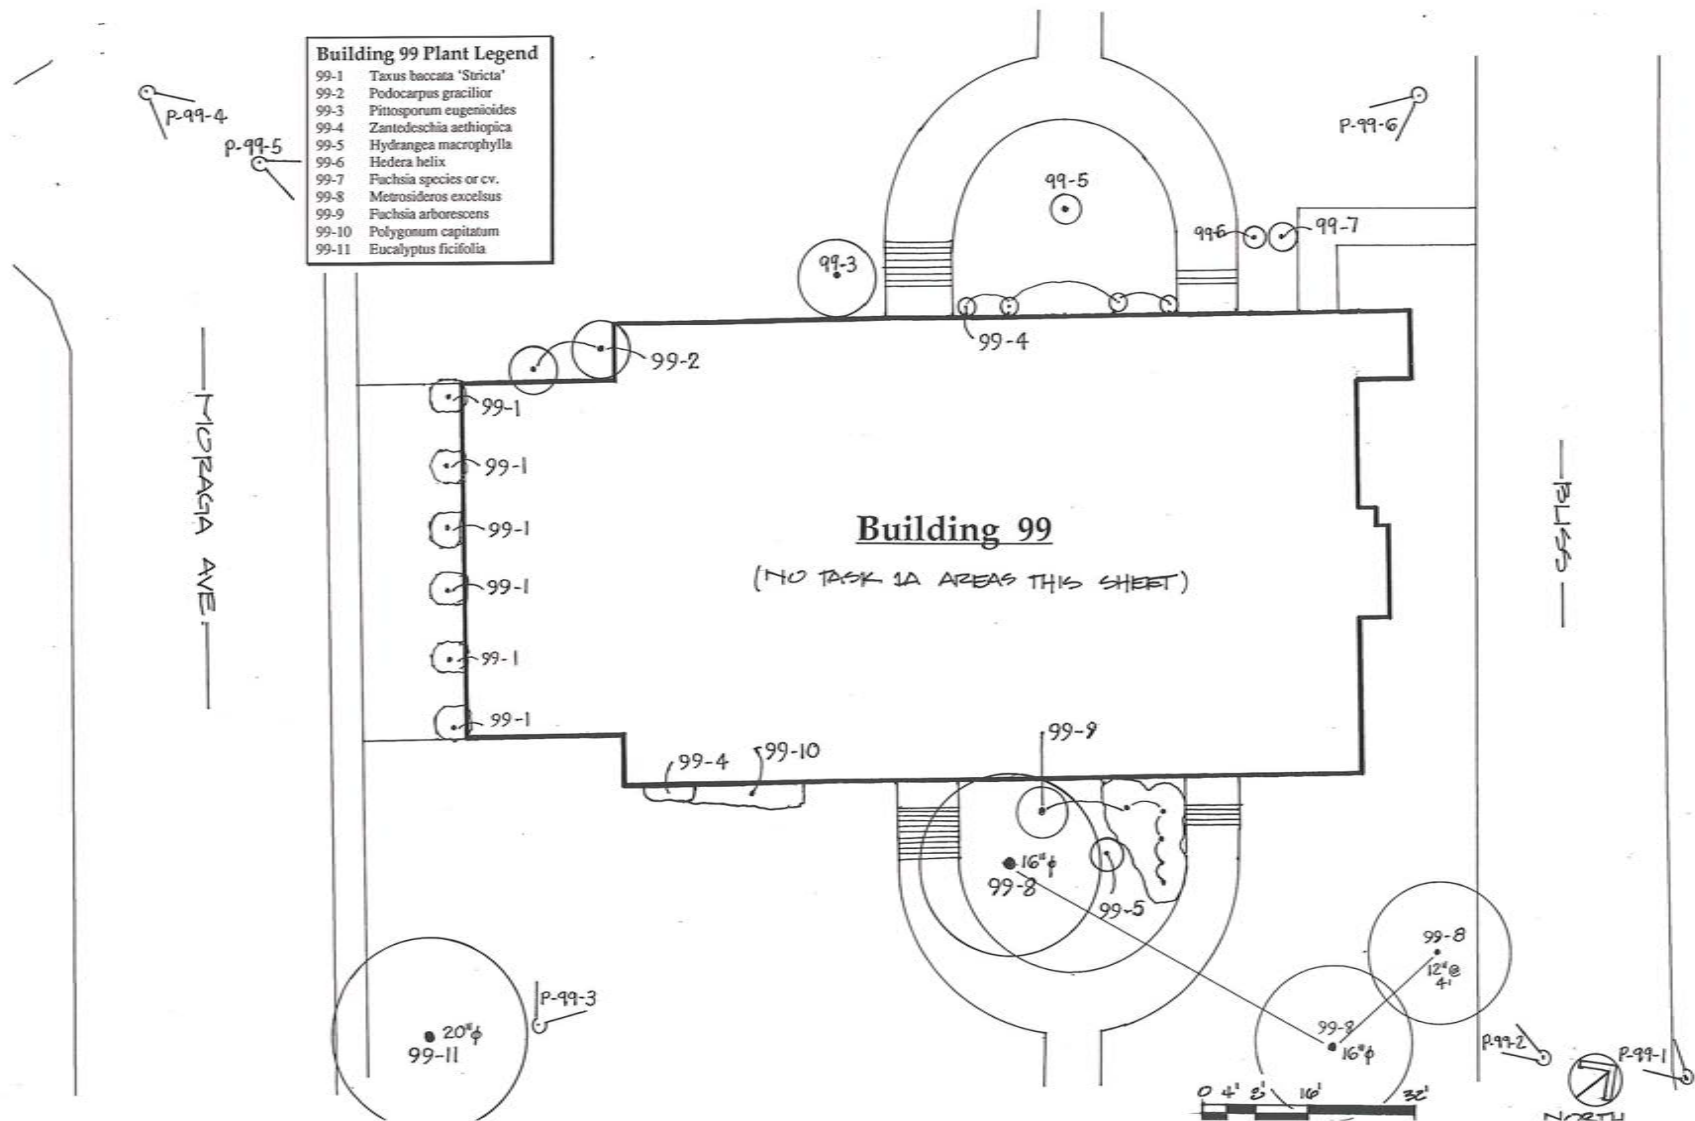 Building 99 Plant Legend
99-1 Taxus baccata 'Stricta'
99-2 Podocarpus gracilior
99-3 Pittosporum eugenioides
99-4 Zantedeschia aethiopica
99-5 Hydrangea macrophylla
99-6 Hedera helix
99-7 Fuchsia species or cv.
99-8 Metrosideros excelsus
99-9 Fuchsia arborescens
99-10 Polygonum capitatum
99-11 Eucalyptus ficifolia
P-99-4
P-99-5
P-99-6
99-5
99-6
99-7
99-3
99-4
99-2
99-1
99-1
99-1
99-1
99-1
99-1
MORAGA AVE.
BLISS
Building 99
(NO TASK 1A AREAS THIS SHEET)
99-4
99-10
99-9
16"ϕ
99-8
99-5
99-8
12"@
4'
P-99-3
20"ϕ
99-11
99-8
16"ϕ
P-99-2
P-99-1
0 4' 8' 16' 32'
NORTH